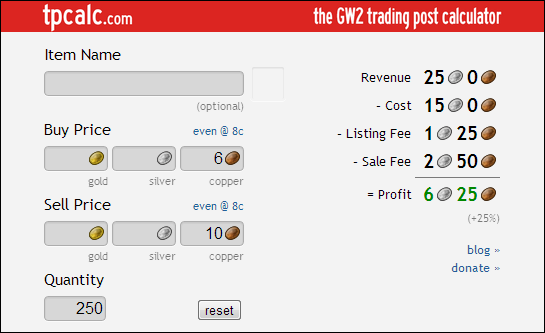 tpcalc.com
the GW2 trading post calculator
Item Name
(optional)
Buy Price even @ 8c
6
gold silver copper
Sell Price even @ 8c
10
gold silver copper
Quantity
250
reset
Revenue 25 0
- Cost 15 0
- Listing Fee 1 25
- Sale Fee 2 50
= Profit 6 25
(+25%)
blog »
donate »